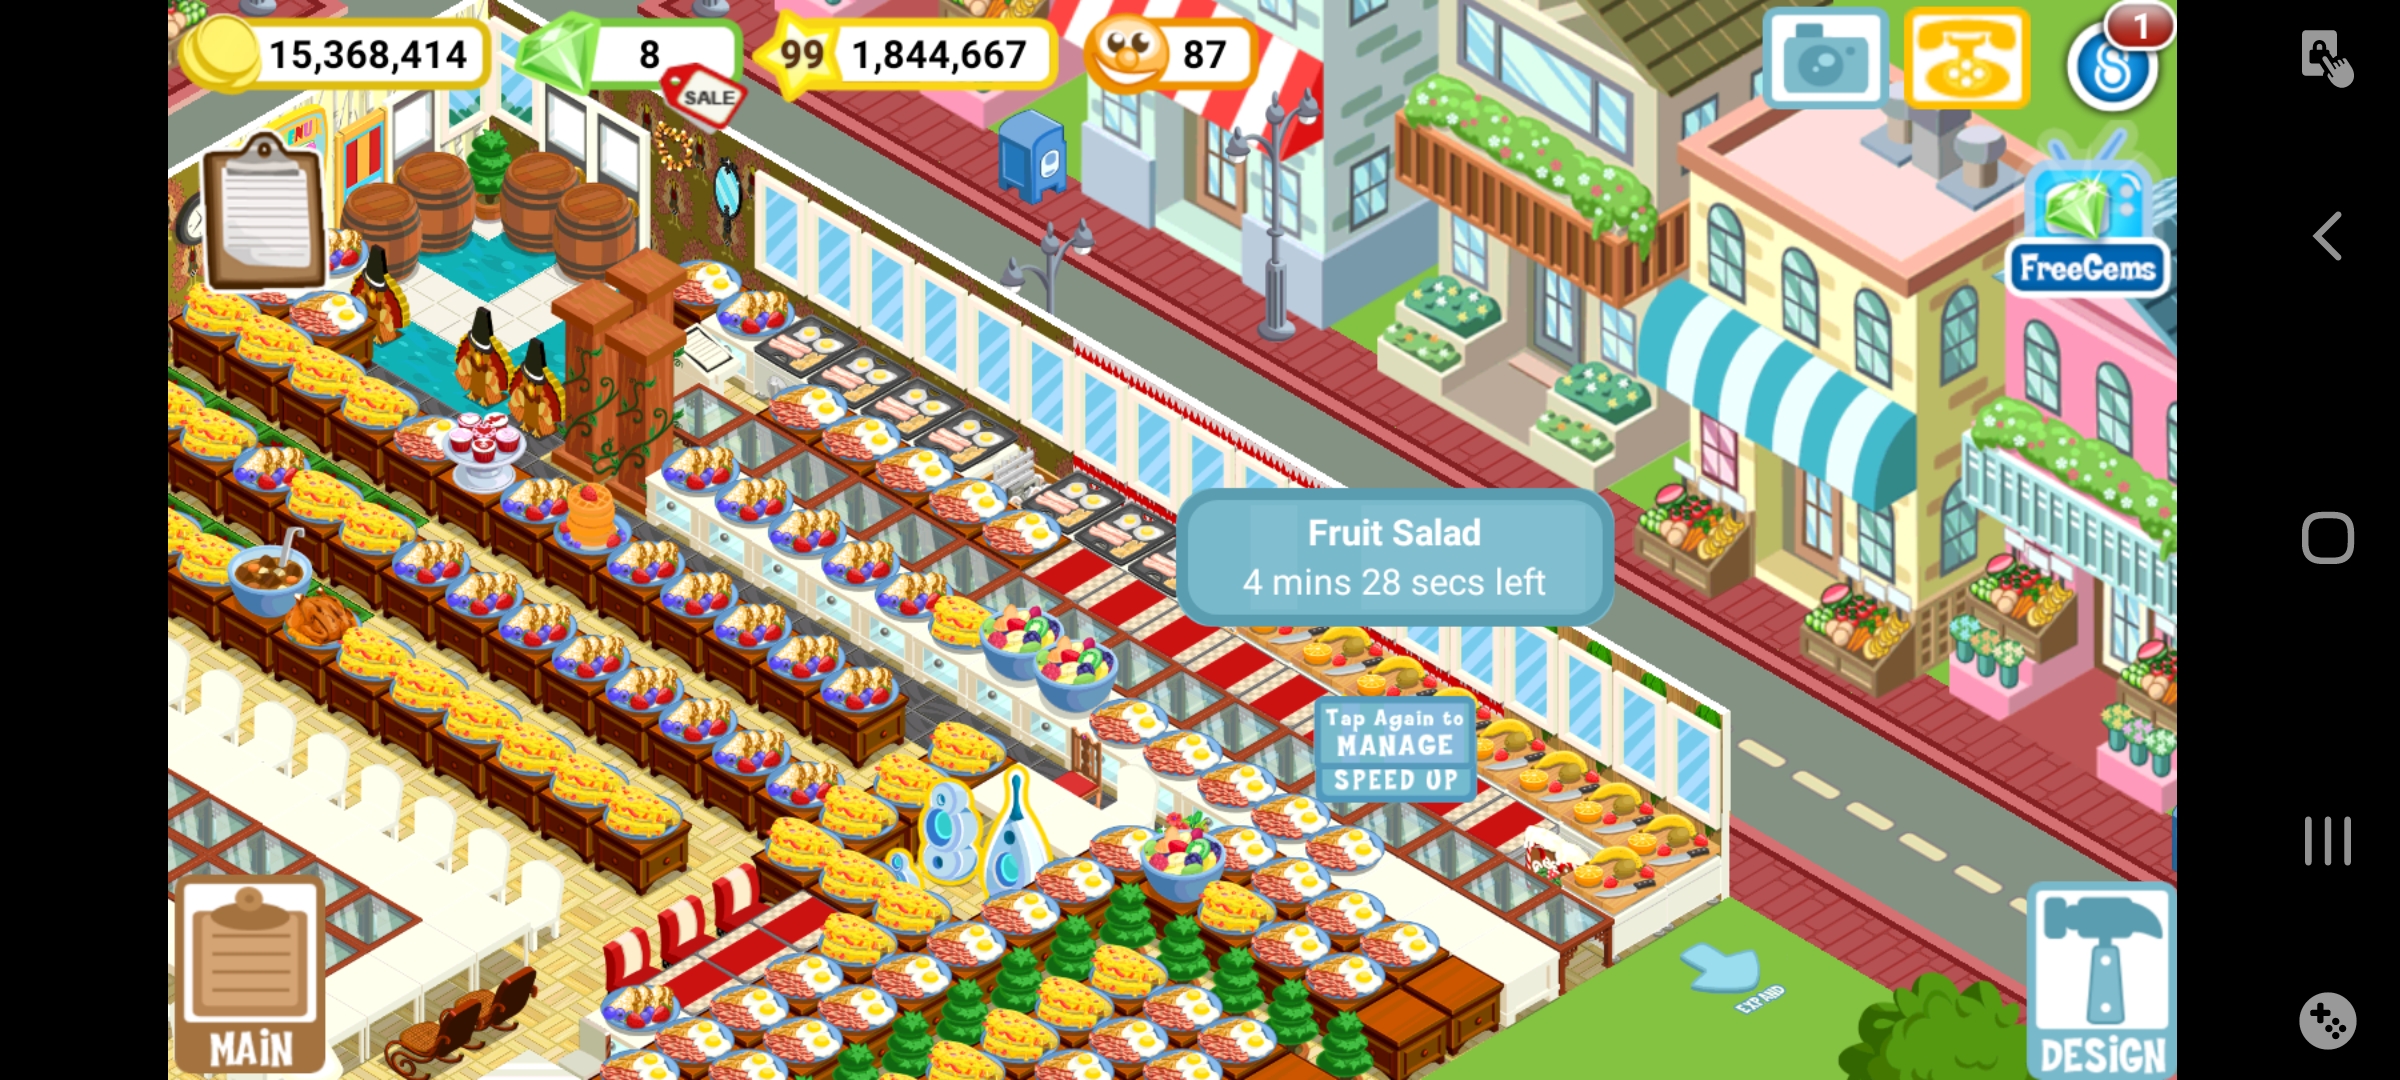 15,368,414
8
SALE
99
1,844,667
87
1
FreeGems
Fruit Salad
4 mins 28 secs left
Tap Again to
MANAGE
SPEED UP
EXPAND
MAiN
DESiGN